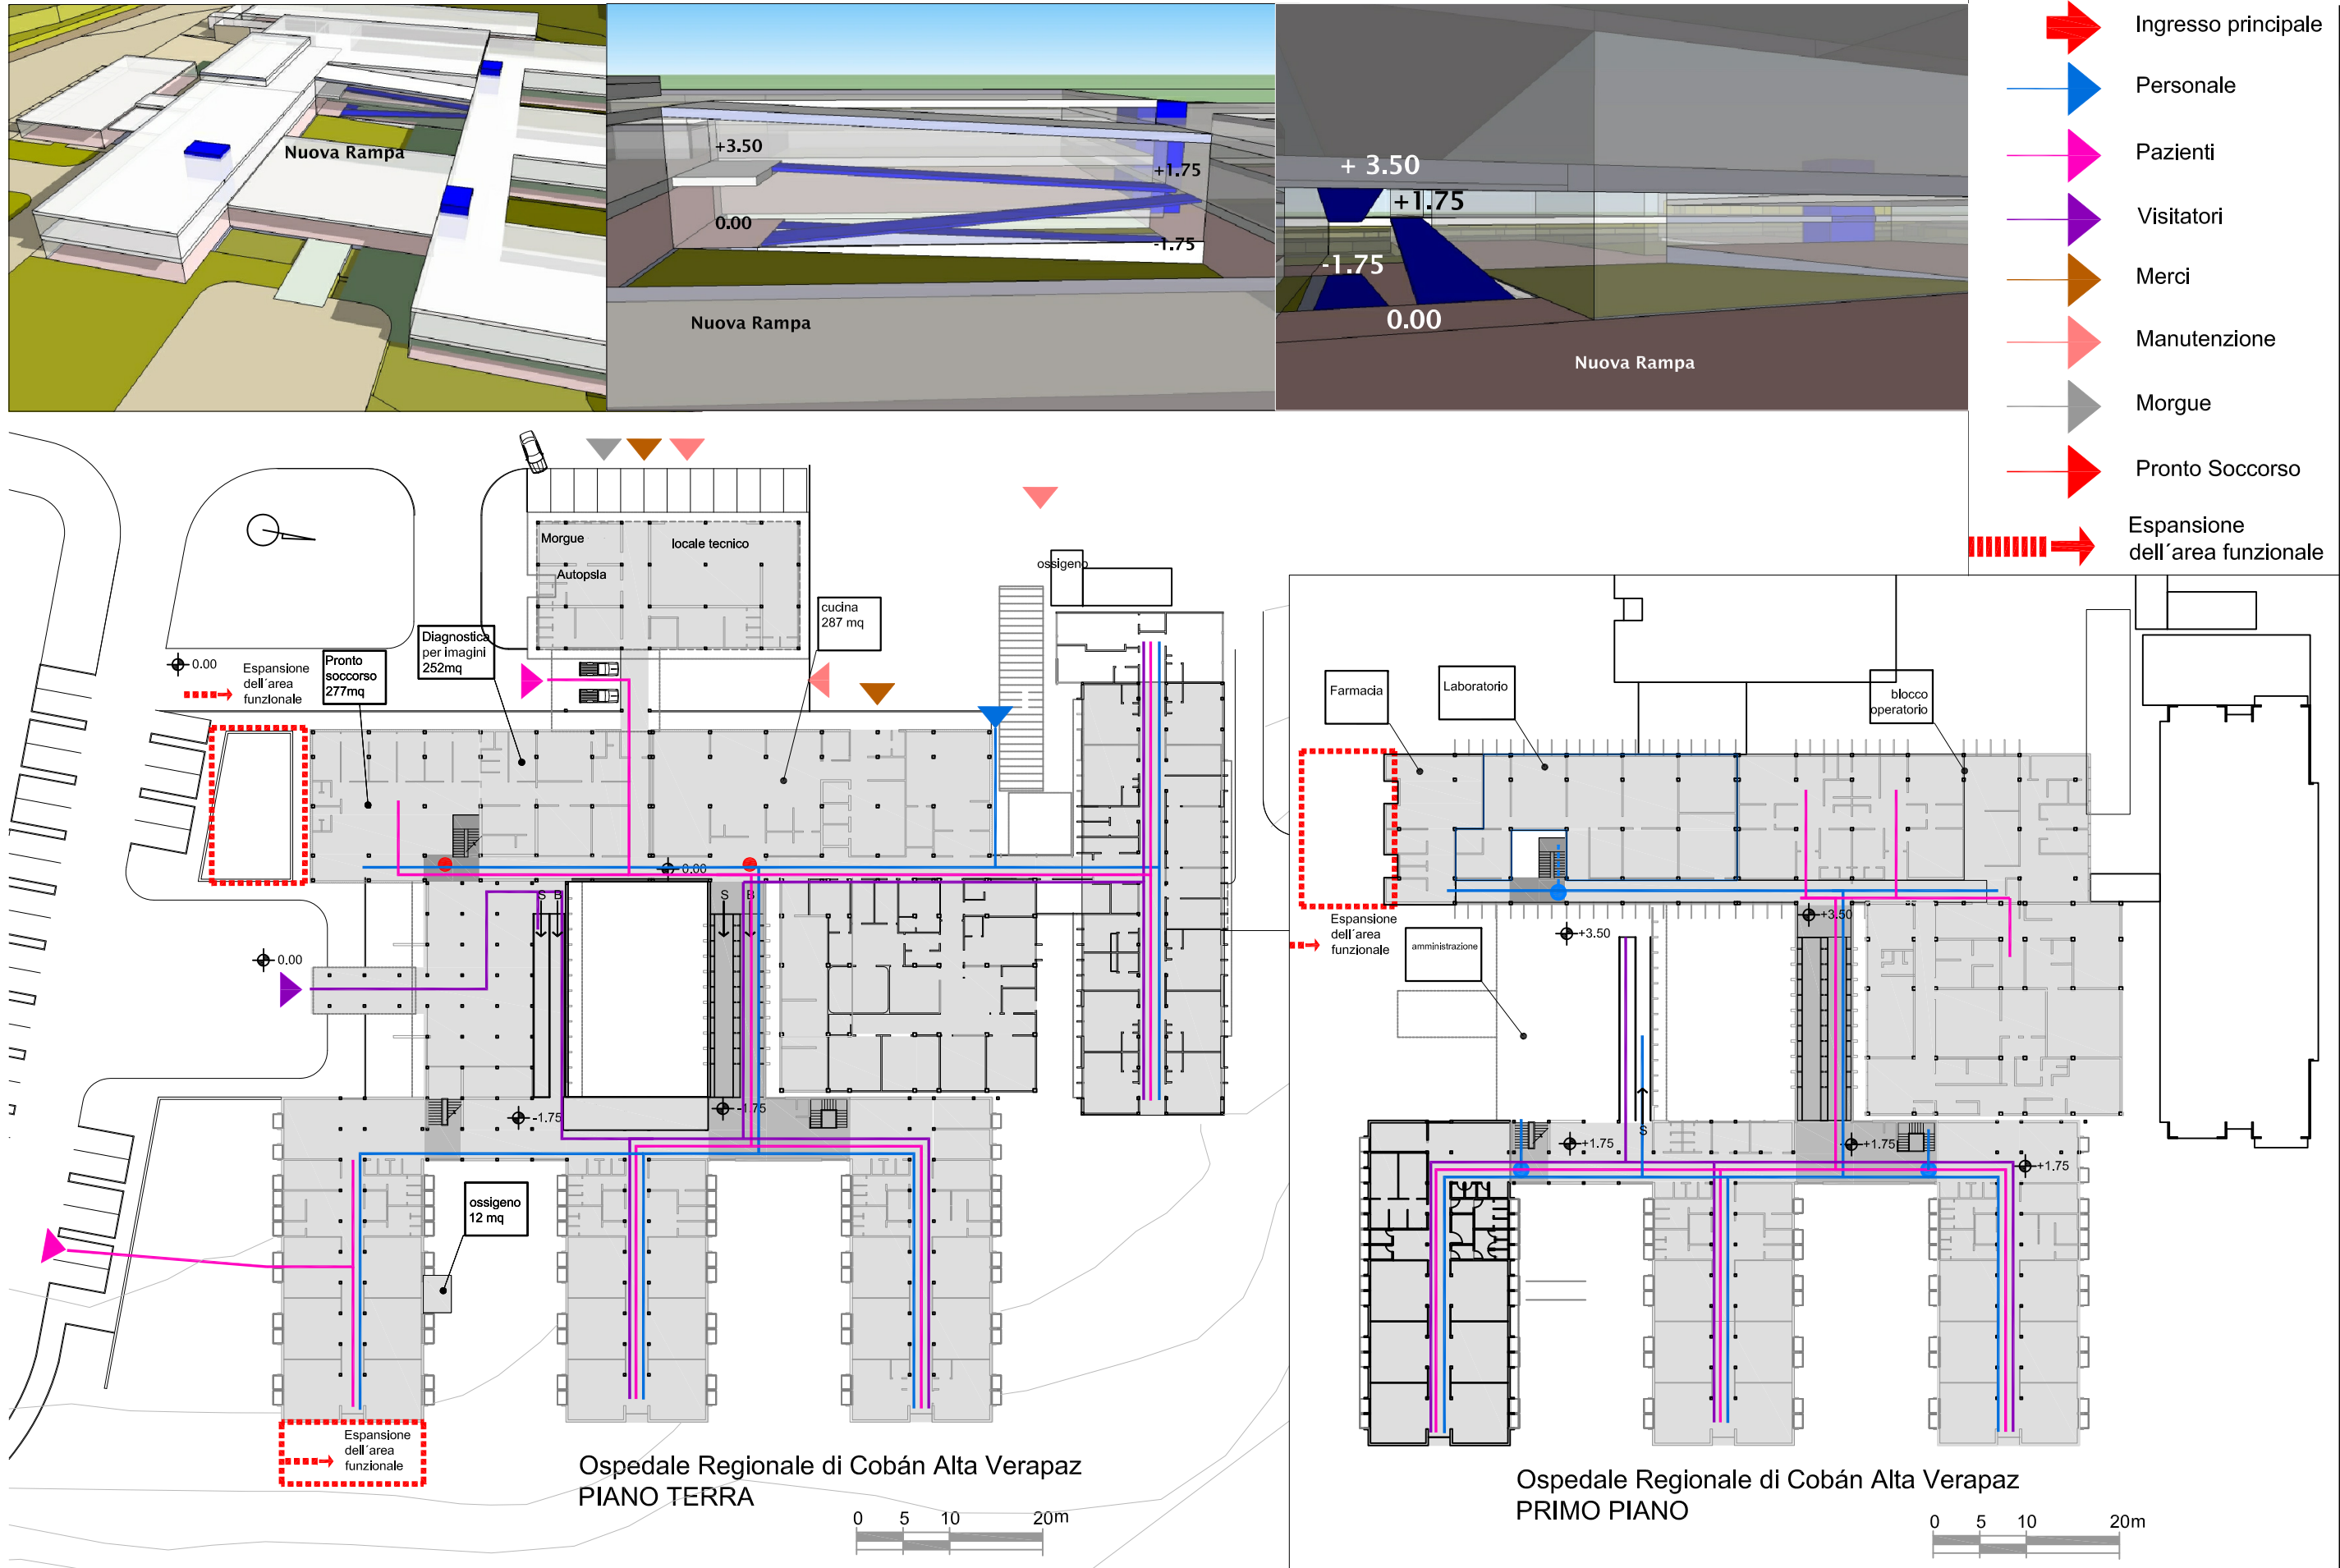 Nuova Rampa
+3.50
+1.75
0.00
-1.75
Nuova Rampa
+ 3.50
+1.75
-1.75
0.00
Nuova Rampa
Ingresso principale
Personale
Pazienti
Visitatori
Merci
Manutenzione
Morgue
Pronto Soccorso
Espansione
dell´area funzionale
Morgue
locale tecnico
Autopsia
ossigeno
cucina
287 mq
Diagnostica
per imagini
252mq
Pronto
soccorso
277mq
0.00
Espansione
dell´area
funzionale
0.00
S B
S B
0.00
-1.75
-1.75
ossigeno
12 mq
Espansione
dell´area
funzionale
Ospedale Regionale di Cobán Alta Verapaz
PIANO TERRA
0 5 10 20m
Farmacia
Laboratorio
blocco
operatorio
Espansione
dell´area
funzionale
+3.50
+3.50
amministrazione
S
+1.75
+1.75
+1.75
Ospedale Regionale di Cobán Alta Verapaz
PRIMO PIANO
0 5 10 20m